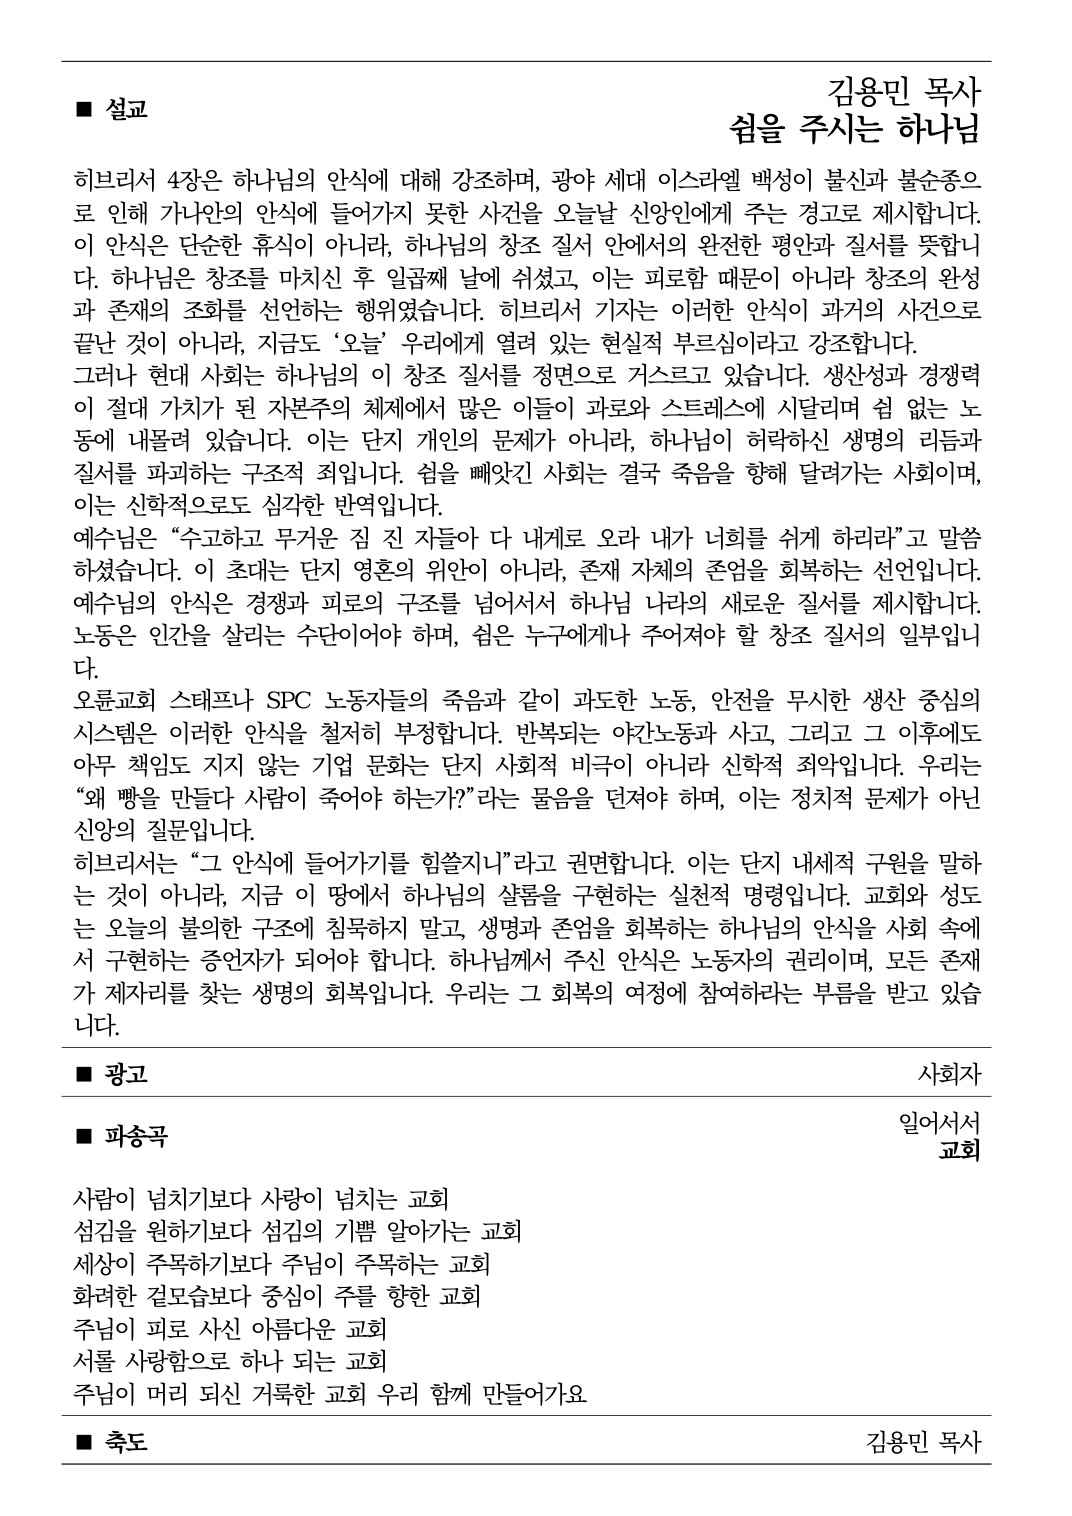 ■ 설교
김용민 목사
쉼을 주시는 하나님
히브리서 4장은 하나님의 안식에 대해 강조하며, 광야 세대 이스라엘 백성이 불신과 불순종으
로 인해 가나안의 안식에 들어가지 못한 사건을 오늘날 신앙인에게 주는 경고로 제시합니다.
이 안식은 단순한 휴식이 아니라, 하나님의 창조 질서 안에서의 완전한 평안과 질서를 뜻합니
다. 하나님은 창조를 마치신 후 일곱째 날에 쉬셨고, 이는 피로함 때문이 아니라 창조의 완성
과 존재의 조화를 선언하는 행위였습니다. 히브리서 기자는 이러한 안식이 과거의 사건으로
끝난 것이 아니라, 지금도 ‘오늘’ 우리에게 열려 있는 현실적 부르심이라고 강조합니다.
그러나 현대 사회는 하나님의 이 창조 질서를 정면으로 거스르고 있습니다. 생산성과 경쟁력
이 절대 가치가 된 자본주의 체제에서 많은 이들이 과로와 스트레스에 시달리며 쉼 없는 노
동에 내몰려 있습니다. 이는 단지 개인의 문제가 아니라, 하나님이 허락하신 생명의 리듬과
질서를 파괴하는 구조적 죄입니다. 쉼을 빼앗긴 사회는 결국 죽음을 향해 달려가는 사회이며,
이는 신학적으로도 심각한 반역입니다.
예수님은 “수고하고 무거운 짐 진 자들아 다 내게로 오라 내가 너희를 쉬게 하리라”고 말씀
하셨습니다. 이 초대는 단지 영혼의 위안이 아니라, 존재 자체의 존엄을 회복하는 선언입니다.
예수님의 안식은 경쟁과 피로의 구조를 넘어서서 하나님 나라의 새로운 질서를 제시합니다.
노동은 인간을 살리는 수단이어야 하며, 쉼은 누구에게나 주어져야 할 창조 질서의 일부입니
다.
오륜교회 스태프나 SPC 노동자들의 죽음과 같이 과도한 노동, 안전을 무시한 생산 중심의
시스템은 이러한 안식을 철저히 부정합니다. 반복되는 야간노동과 사고, 그리고 그 이후에도
아무 책임도 지지 않는 기업 문화는 단지 사회적 비극이 아니라 신학적 죄악입니다. 우리는
“왜 빵을 만들다 사람이 죽어야 하는가?”라는 물음을 던져야 하며, 이는 정치적 문제가 아닌
신앙의 질문입니다.
히브리서는 “그 안식에 들어가기를 힘쓸지니”라고 권면합니다. 이는 단지 내세적 구원을 말하
는 것이 아니라, 지금 이 땅에서 하나님의 샬롬을 구현하는 실천적 명령입니다. 교회와 성도
는 오늘의 불의한 구조에 침묵하지 말고, 생명과 존엄을 회복하는 하나님의 안식을 사회 속에
서 구현하는 증언자가 되어야 합니다. 하나님께서 주신 안식은 노동자의 권리이며, 모든 존재
가 제자리를 찾는 생명의 회복입니다. 우리는 그 회복의 여정에 참여하라는 부름을 받고 있습
니다.
■ 광고 사회자
■ 파송곡
일어서서
교회
사람이 넘치기보다 사랑이 넘치는 교회
섬김을 원하기보다 섬김의 기쁨 알아가는 교회
세상이 주목하기보다 주님이 주목하는 교회
화려한 겉모습보다 중심이 주를 향한 교회
주님이 피로 사신 아름다운 교회
서롤 사랑함으로 하나 되는 교회
주님이 머리 되신 거룩한 교회 우리 함께 만들어가요
■ 축도 김용민 목사